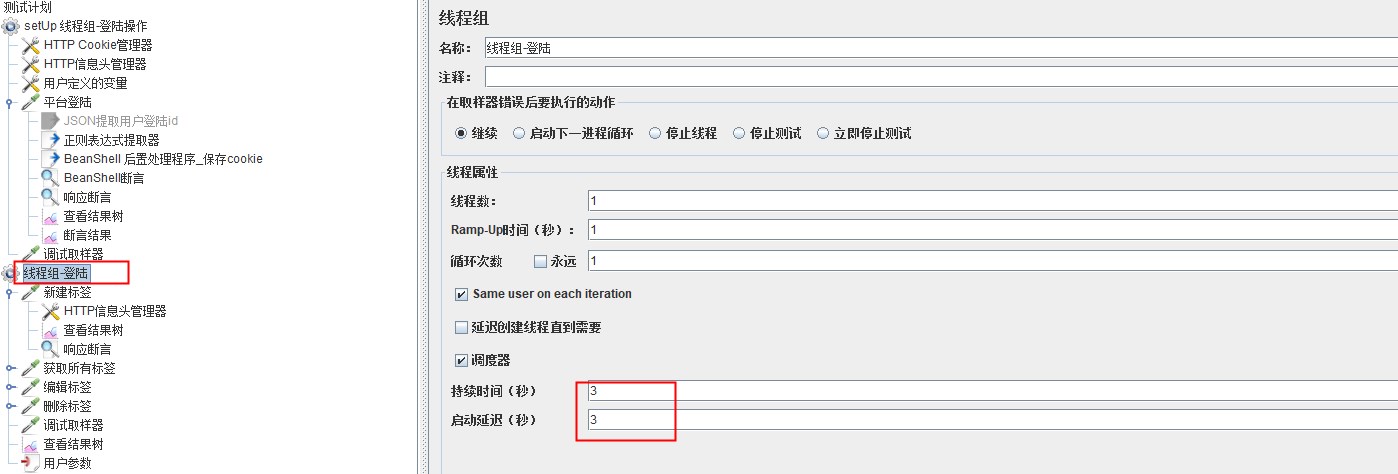 测试计划
setUp 线程组-登陆操作
HTTP Cookie管理器
HTTP信息头管理器
用户定义的变量
平台登陆
JSON提取用户登陆id
正则表达式提取器
BeanShell 后置处理程序_保存cookie
BeanShell断言
响应断言
查看结果树
断言结果
调试取样器
线程组-登陆
新建标签
HTTP信息头管理器
查看结果树
响应断言
获取所有标签
编辑标签
删除标签
调试取样器
查看结果树
用户参数
线程组
名称： 线程组-登陆
注释：
在取样器错误后要执行的动作
继续 启动下一进程循环 停止线程 停止测试 立即停止测试
线程属性
线程数： 1
Ramp-Up时间（秒）： 1
循环次数 永远 1
Same user on each iteration
延迟创建线程直到需要
调度器
持续时间（秒） 3
启动延迟（秒） 3